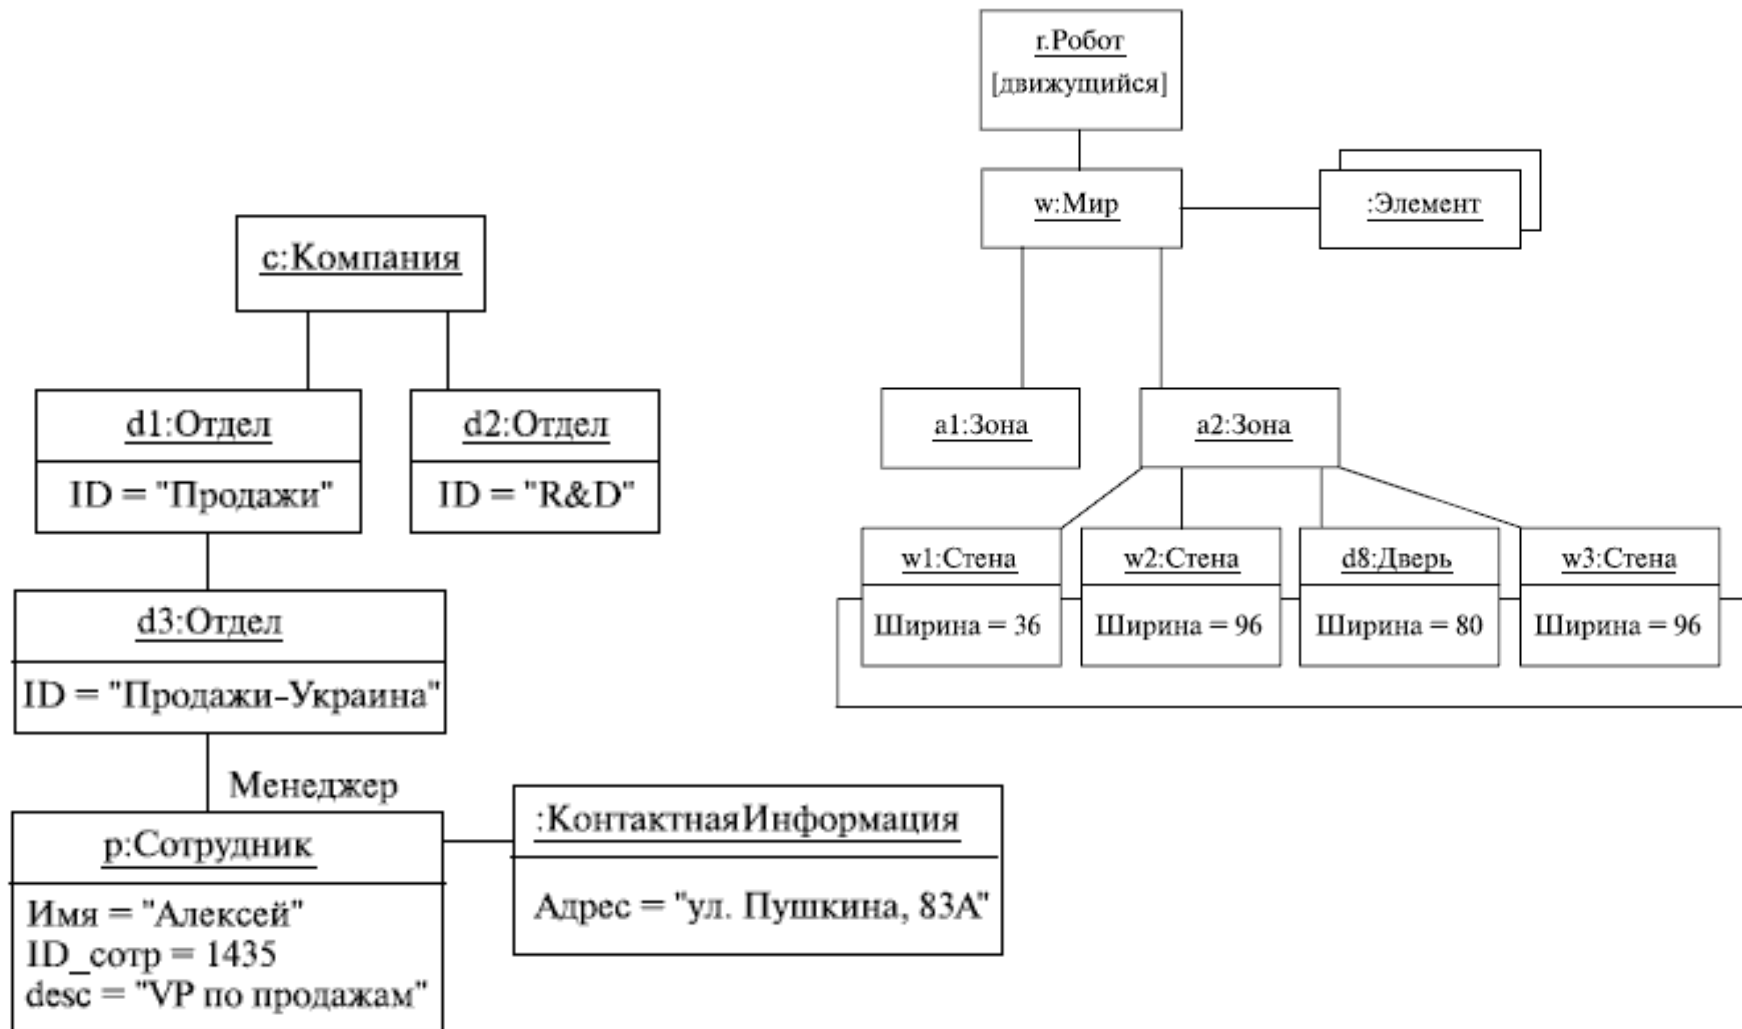 c:Компания
d1:Отдел
ID = "Продажи"
d2:Отдел
ID = "R&D"
d3:Отдел
ID = "Продажи-Украина"
Менеджер
p:Сотрудник
Имя = "Алексей"
ID_сотр = 1435
desc = "VP по продажам"
:КонтактнаяИнформация
Адрес = "ул. Пушкина, 83А"
r.Робот
[движущийся]
w:Мир
:Элемент
a1:Зона
a2:Зона
w1:Стена
Ширина = 36
w2:Стена
Ширина = 96
d8:Дверь
Ширина = 80
w3:Стена
Ширина = 96